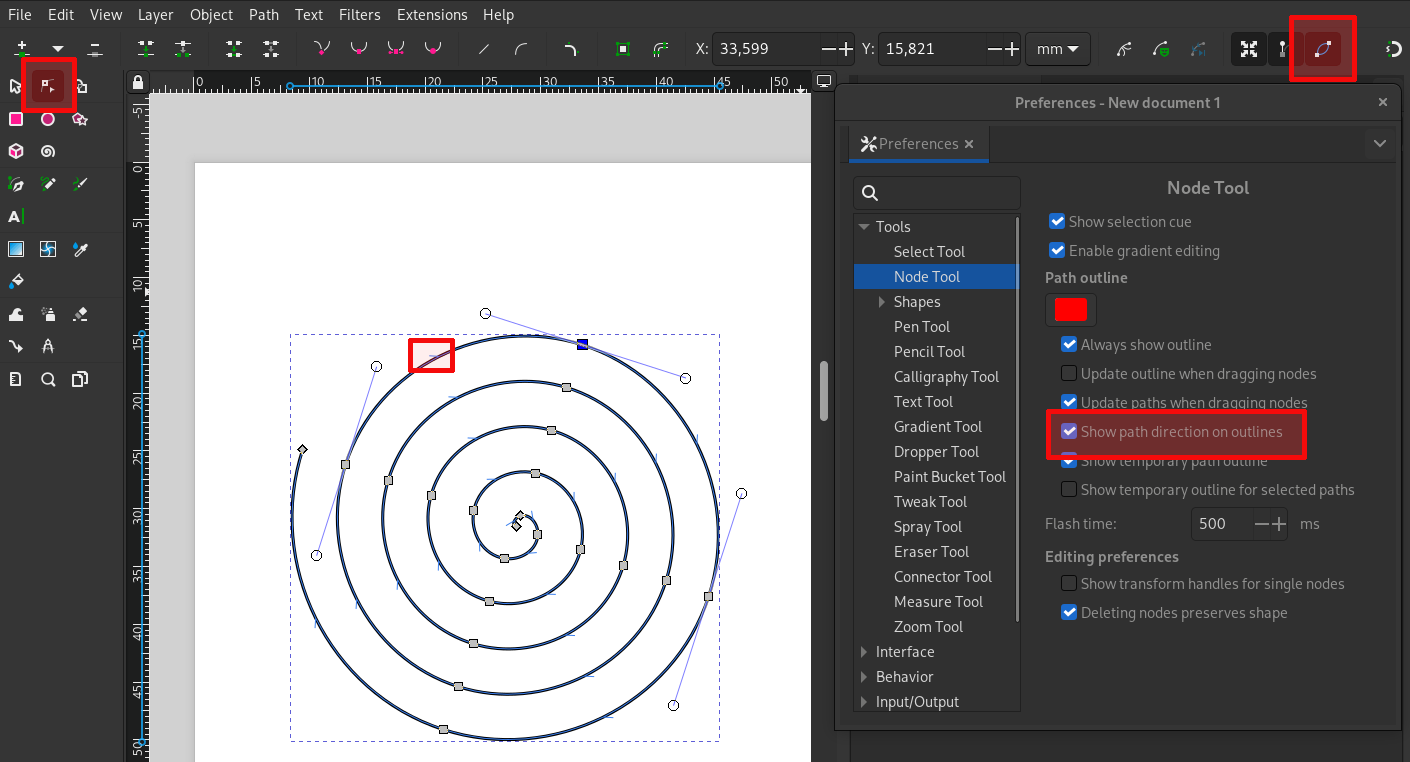 File Edit View Layer Object Path Text Filters Extensions Help
X: 33,599 Y: 15,821 mm
0 5 10 15 20 25 30 35 40 45 50
Preferences - New document 1
Preferences
Node Tool
Tools
Select Tool
Node Tool
Shapes
Pen Tool
Pencil Tool
Calligraphy Tool
Text Tool
Gradient Tool
Dropper Tool
Paint Bucket Tool
Tweak Tool
Spray Tool
Eraser Tool
Connector Tool
Measure Tool
Zoom Tool
Interface
Behavior
Input/Output
Show selection cue
Enable gradient editing
Path outline
Always show outline
Update outline when dragging nodes
Update paths when dragging nodes
Show path direction on outlines
Show temporary path outline
Show temporary outline for selected paths
Flash time: 500 ms
Editing preferences
Show transform handles for single nodes
Deleting nodes preserves shape
-5
0
5
10
15
20
25
30
35
40
45
50
A